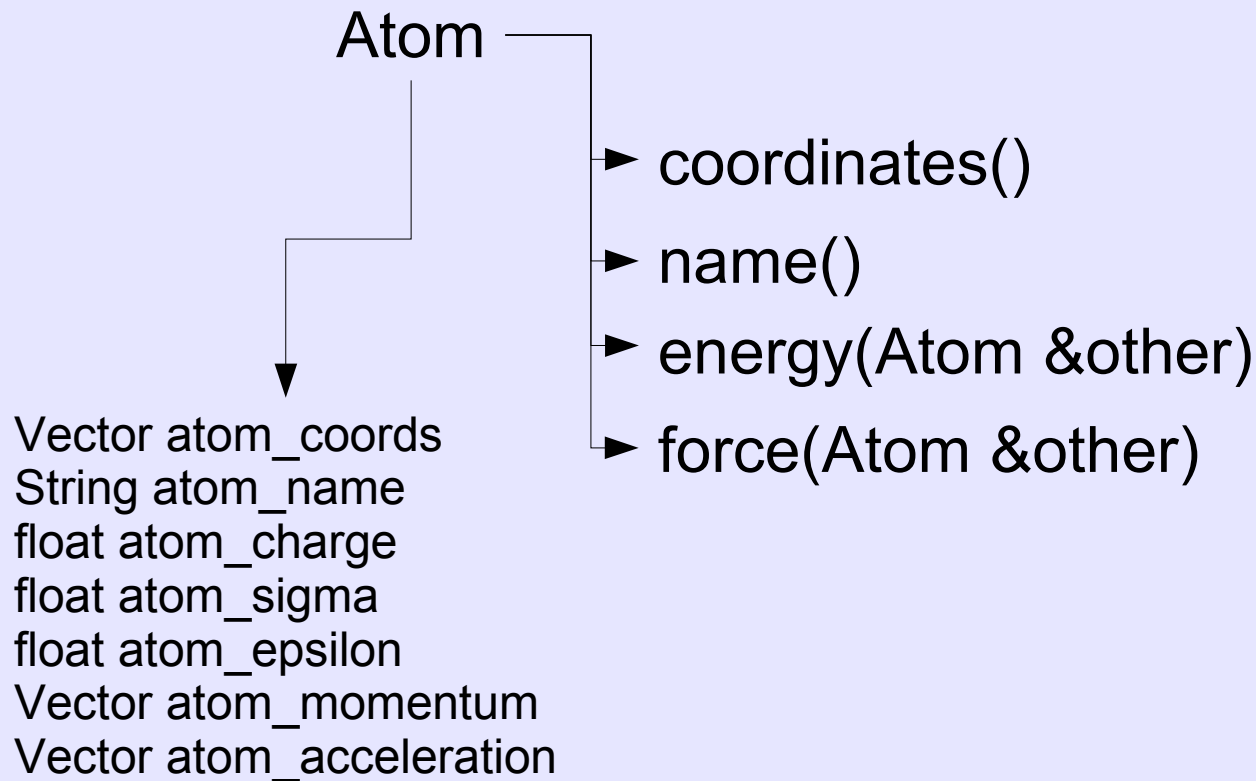 Atom
coordinates()
name()
energy(Atom &other)
force(Atom &other)
Vector atom_coords
String atom_name
float atom_charge
float atom_sigma
float atom_epsilon
Vector atom_momentum
Vector atom_acceleration